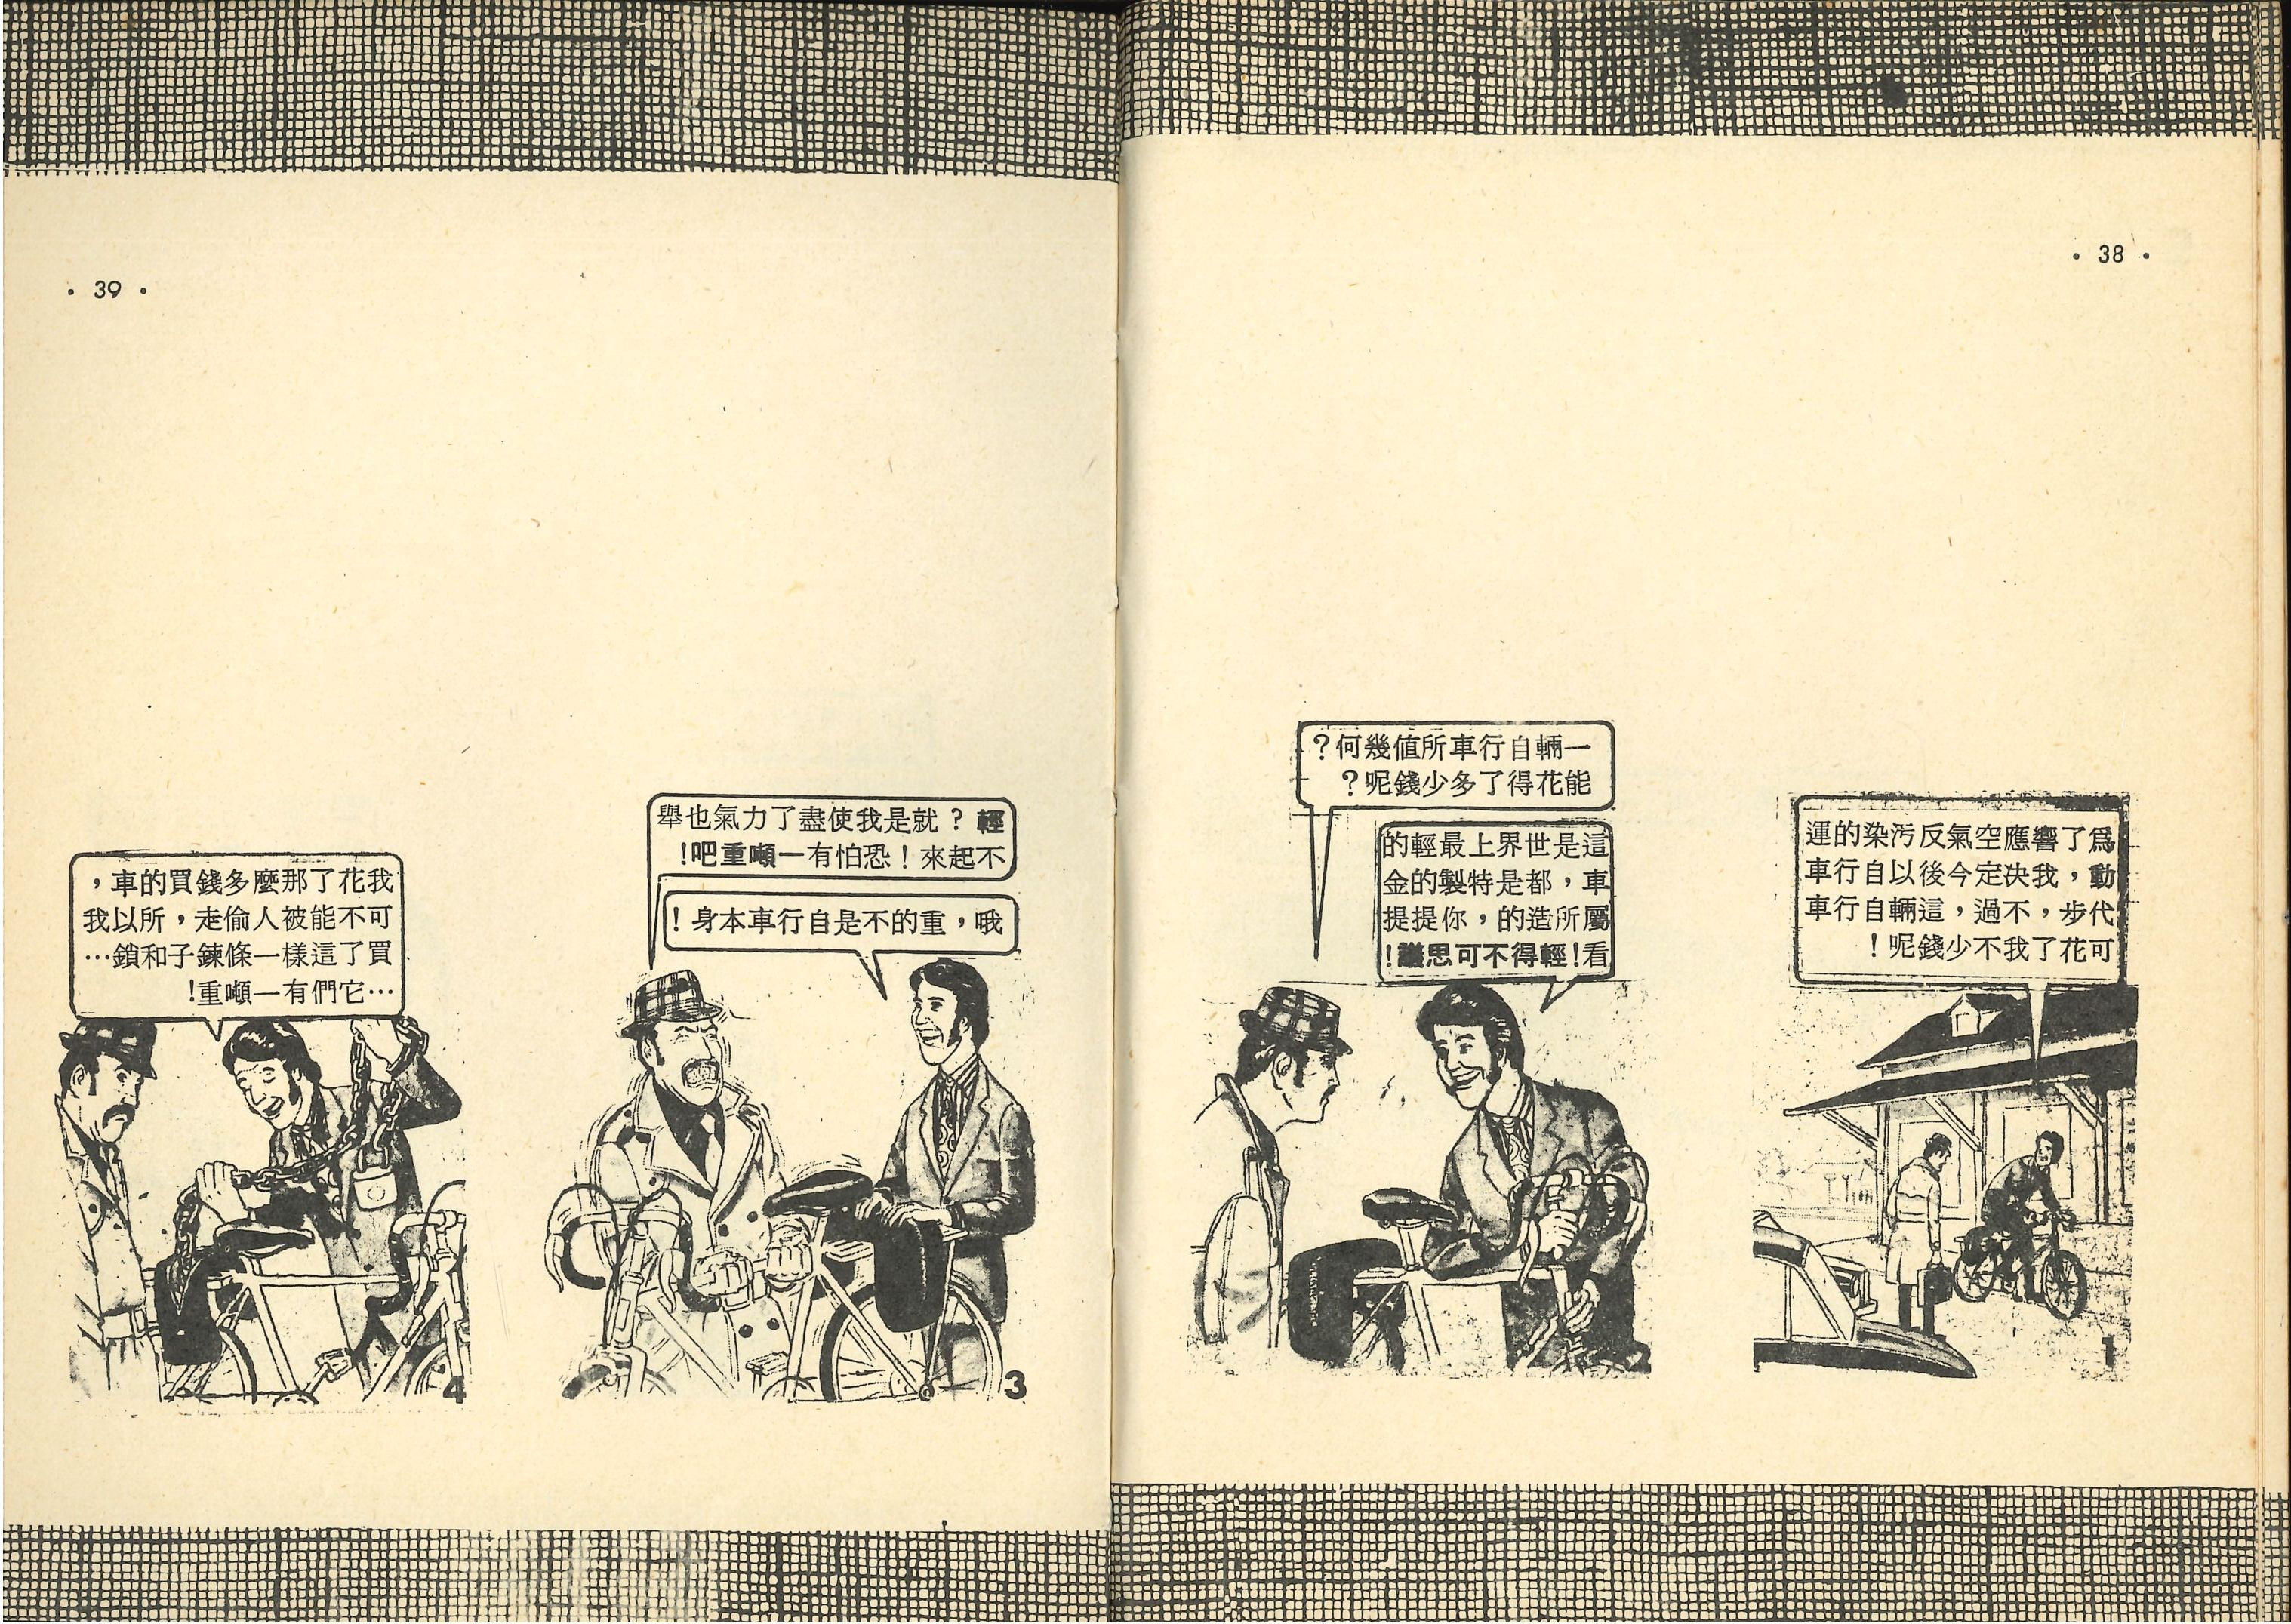 • 38 •
爲了響應空氣反污染的運
動,我決定今後以自行車
代步,不過,這輛自行車
可花了我不少錢呢!
1
一輛自行車所值幾何?
能花得了多少錢呢?
這是世界上最輕的
車,都是特製的金
屬所造的,你提提
看!輕得不可思議!
• 39 •
輕?就是我使盡了力氣也舉
不起來!恐怕有一噸重吧!
哦,重的不是自行車本身!
3
我花了那麼多錢買的車,
可不能被人偷走,所以我
買了這樣一條鍊子和鎖…
…它們有一噸重!
4